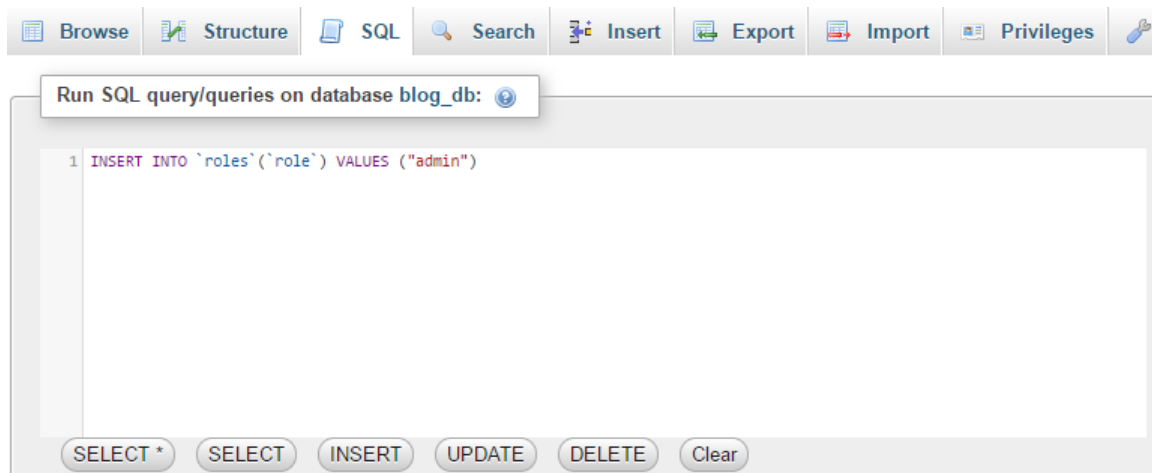 Browse Structure SQL Search Insert Export Import Privileges
Run SQL query/queries on database blog_db:
1 INSERT INTO `roles`(`role`) VALUES ("admin")
SELECT * SELECT INSERT UPDATE DELETE Clear